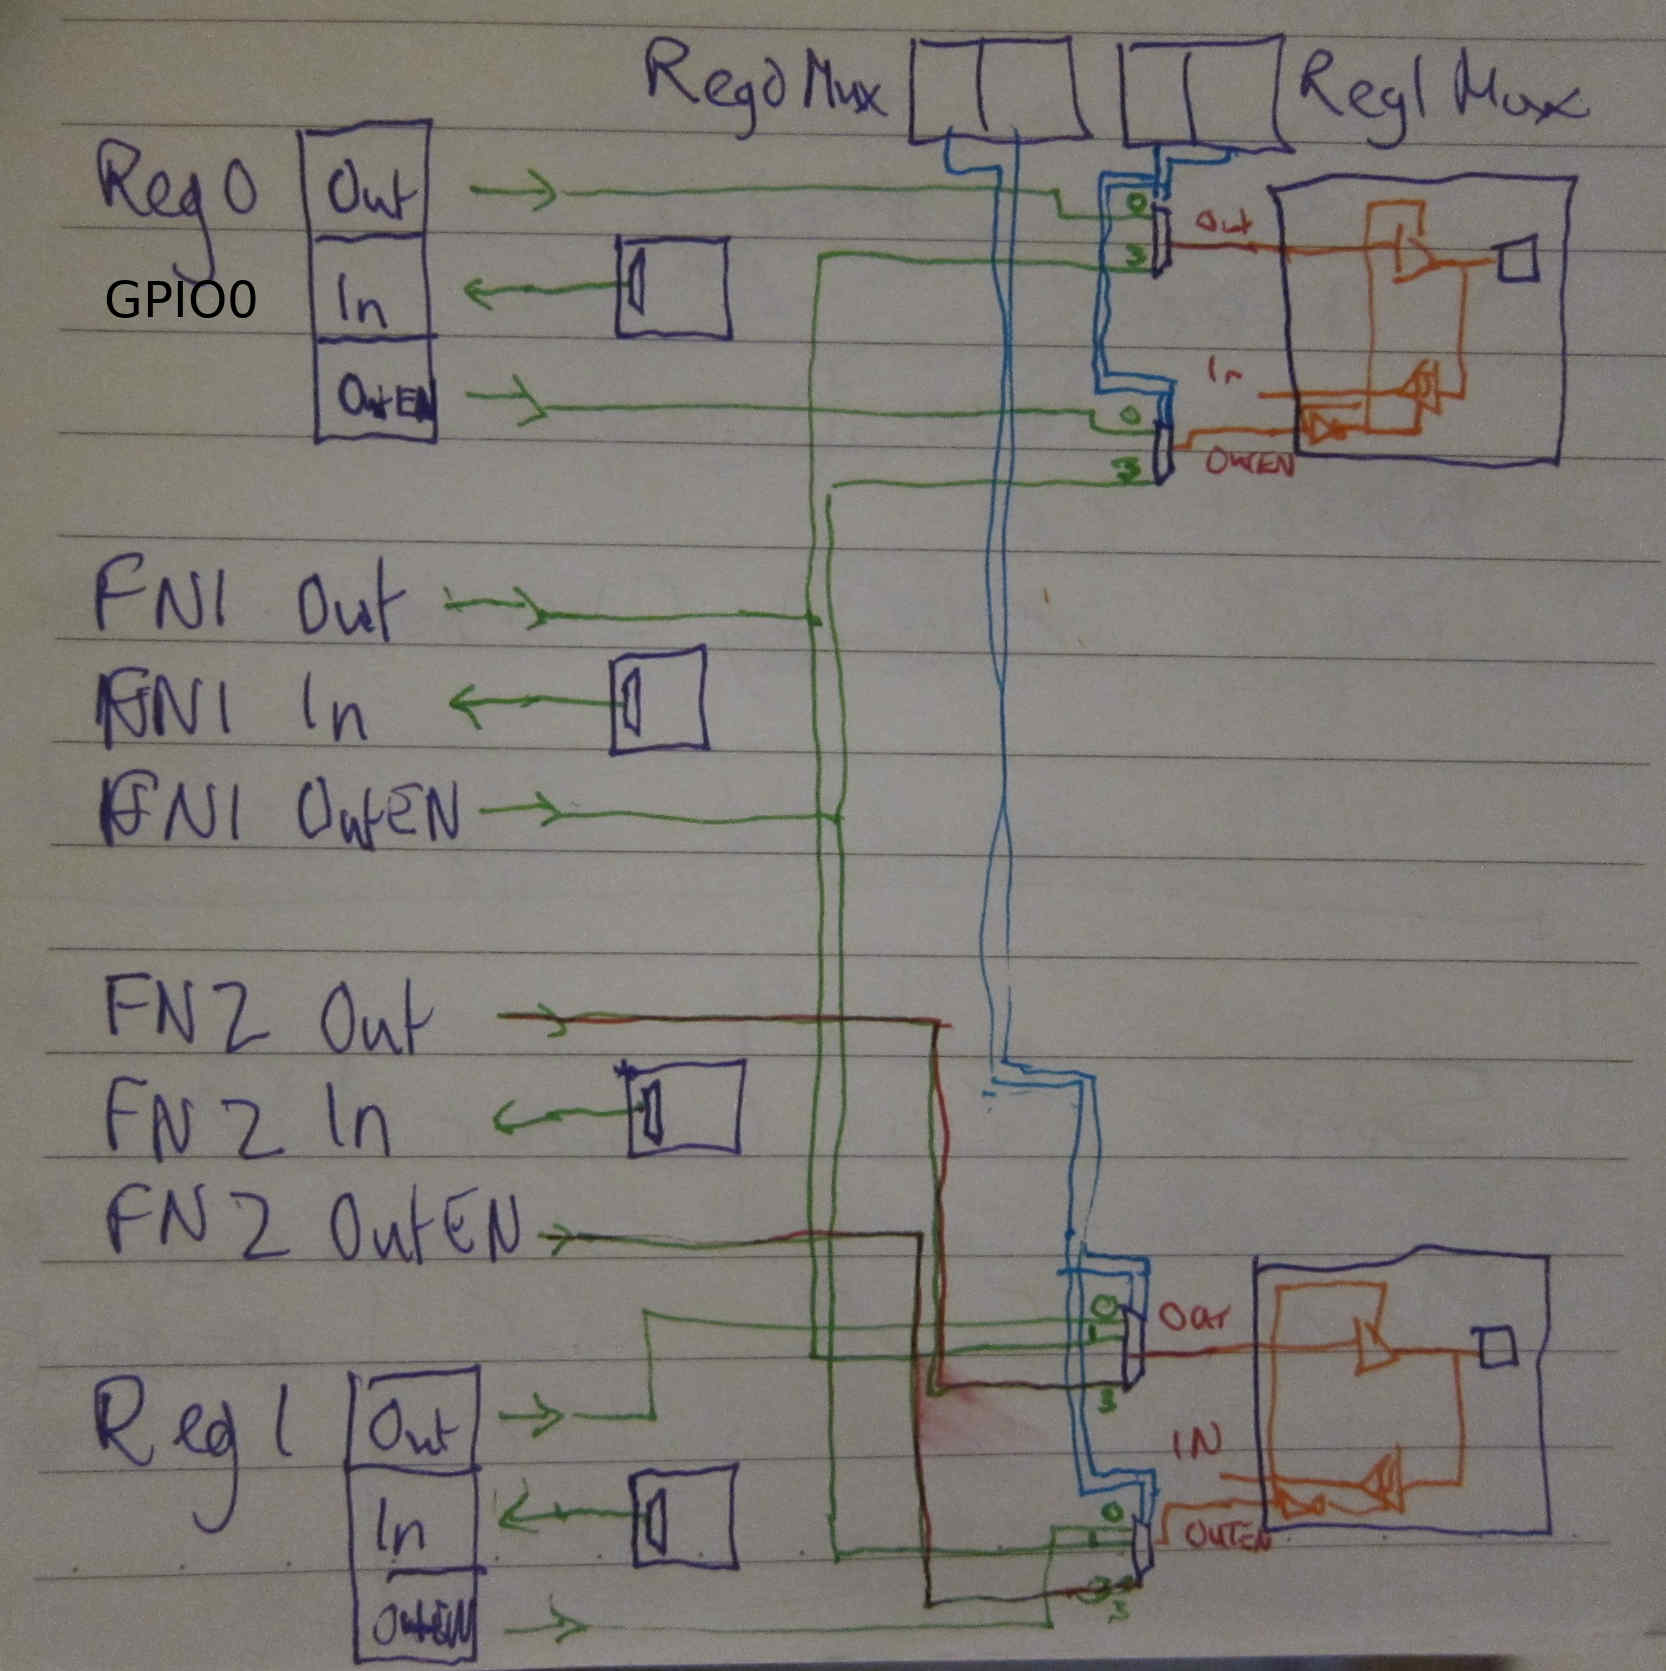 Reg0 Mux Reg1 Mux
Reg0 Out 0 Out
GPIO0 In 3
In
OutEN 0
3 OutEN
FN1 Out
FN1 In
FN1 OutEN
FN2 Out
FN2 In
FN2 OutEN
0 Out
1
Reg1 Out 3
IN
In 0
1 OUTEN
3
OutEN